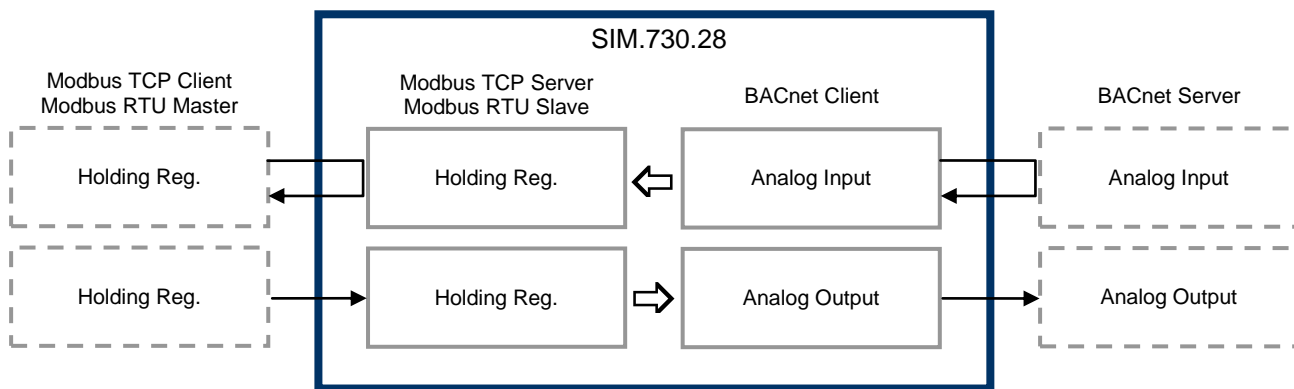 SIM.730.28
Modbus TCP Client
Modbus RTU Master
Modbus TCP Server
Modbus RTU Slave
BACnet Client
BACnet Server
Holding Reg.
Holding Reg.
Analog Input
Analog Input
Holding Reg.
Holding Reg.
Analog Output
Analog Output